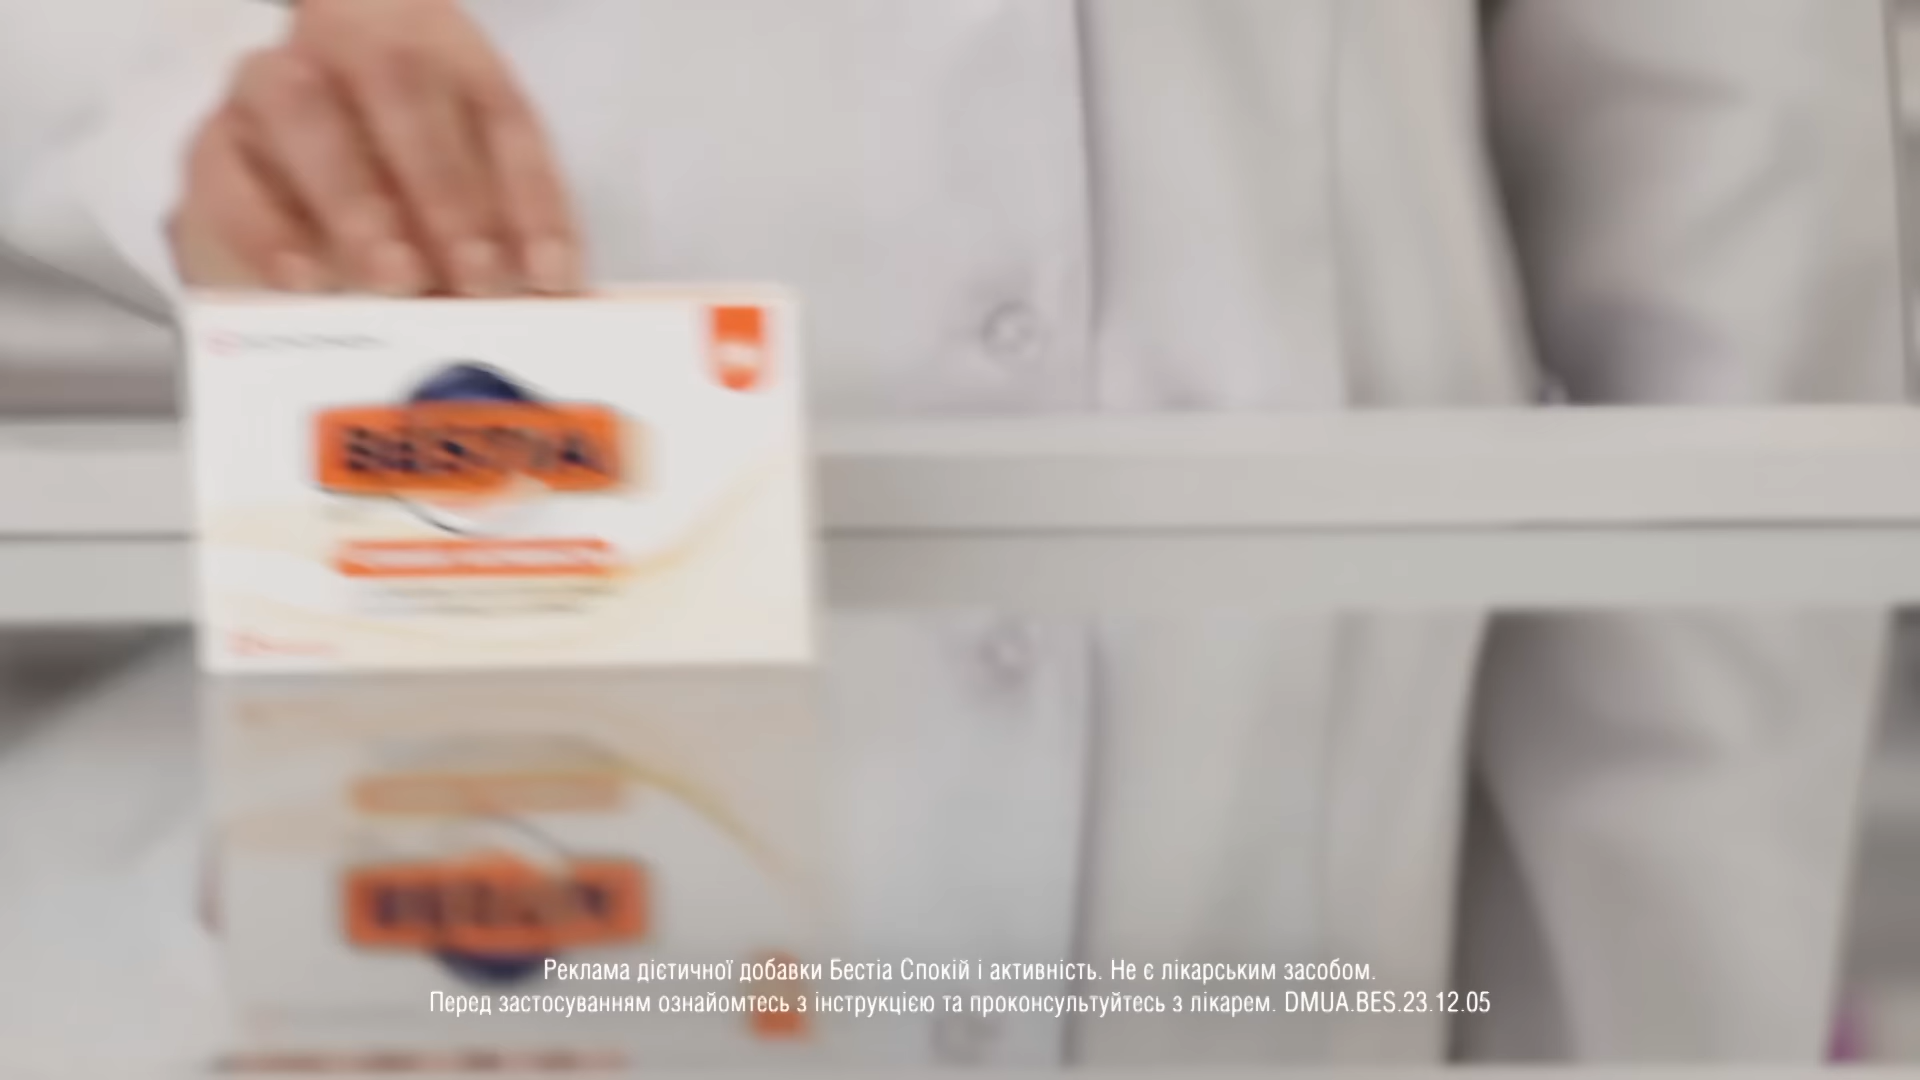 BESTIA
Реклама дієтичної добавки Бестіа Спокій і активність. Не є лікарським засобом.
Перед застосуванням ознайомтесь з інструкцією та проконсультуйтесь з лікарем. DMUA.BES.23.12.05